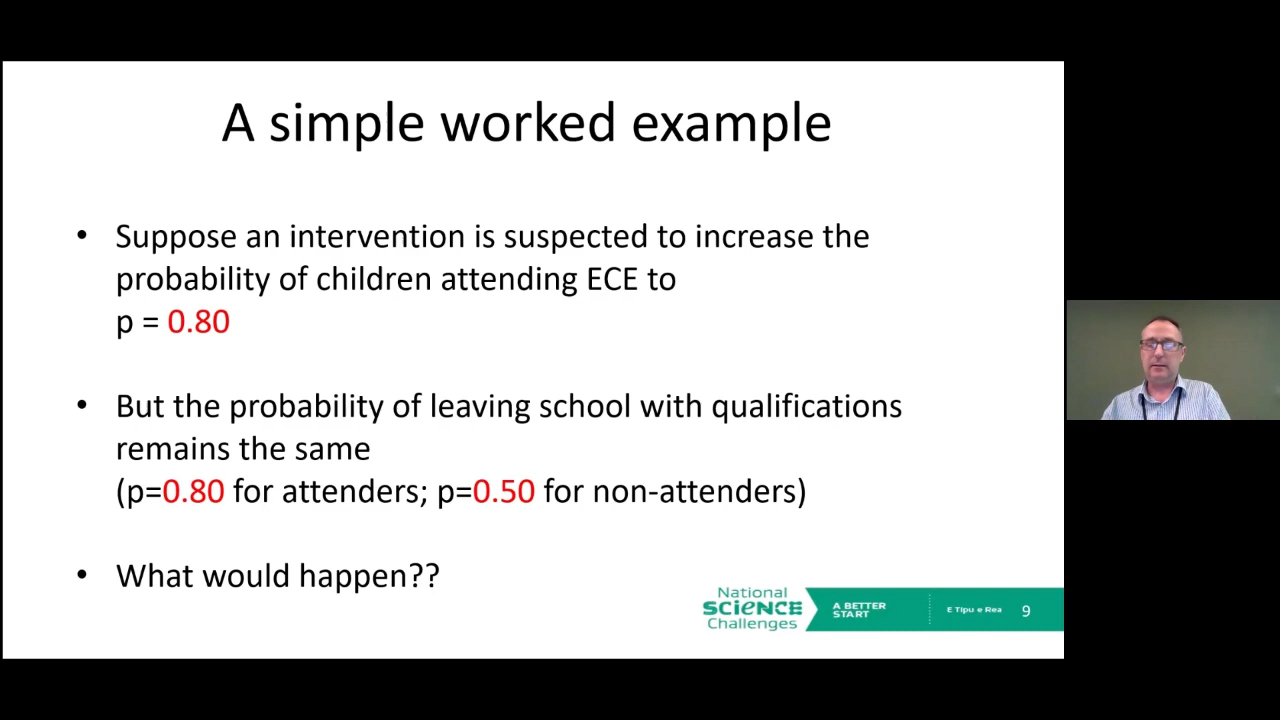 A simple worked example
• Suppose an intervention is suspected to increase the
probability of children attending ECE to
p = 0.80
• But the probability of leaving school with qualifications
remains the same
(p=0.80 for attenders; p=0.50 for non-attenders)
• What would happen??
National
SCIENCE
Challenges
A BETTER
START
E Tipu e Rea
9